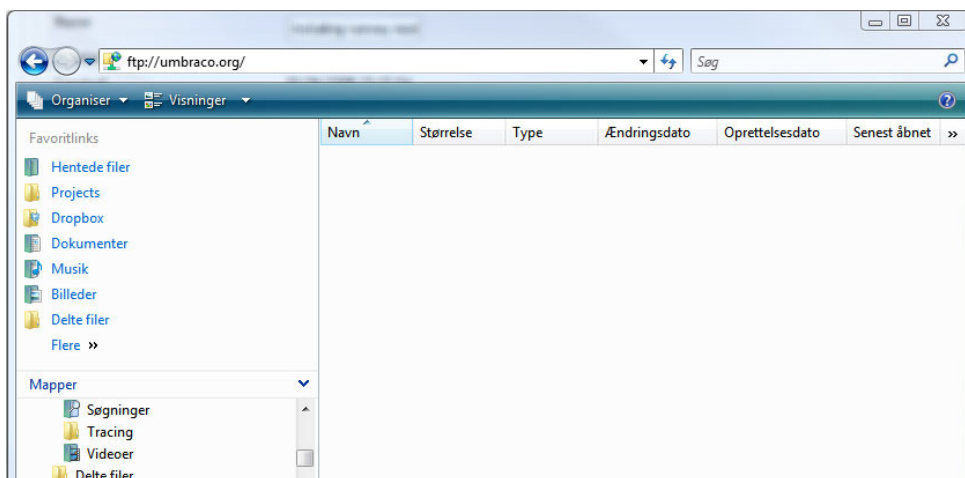 ftp://umbraco.org/
Søg
Organiser Visninger
Favoritlinks
Hentede filer
Projects
Dropbox
Dokumenter
Musik
Billeder
Delte filer
Flere »
Mapper
Søgninger
Tracing
Videoer
Delte filer
Navn Størrelse Type Ændringsdato Oprettelsesdato Senest åbnet »